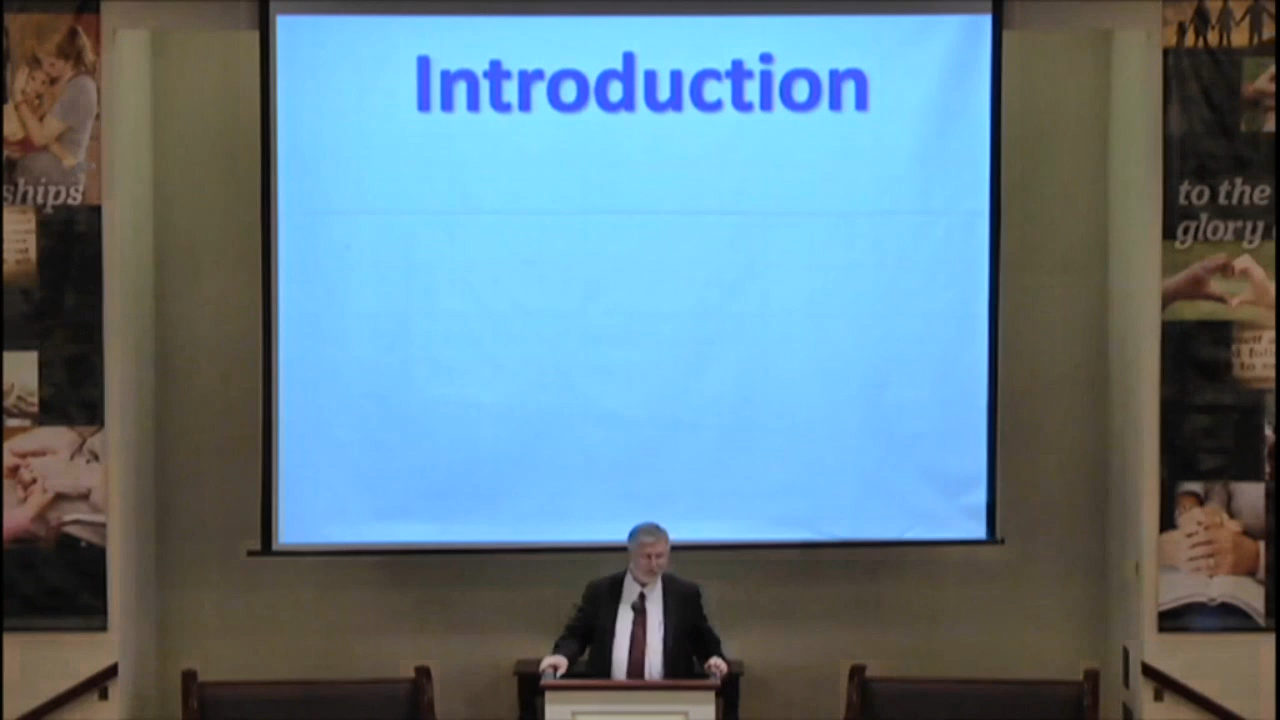 Introduction
ships
to the
glory